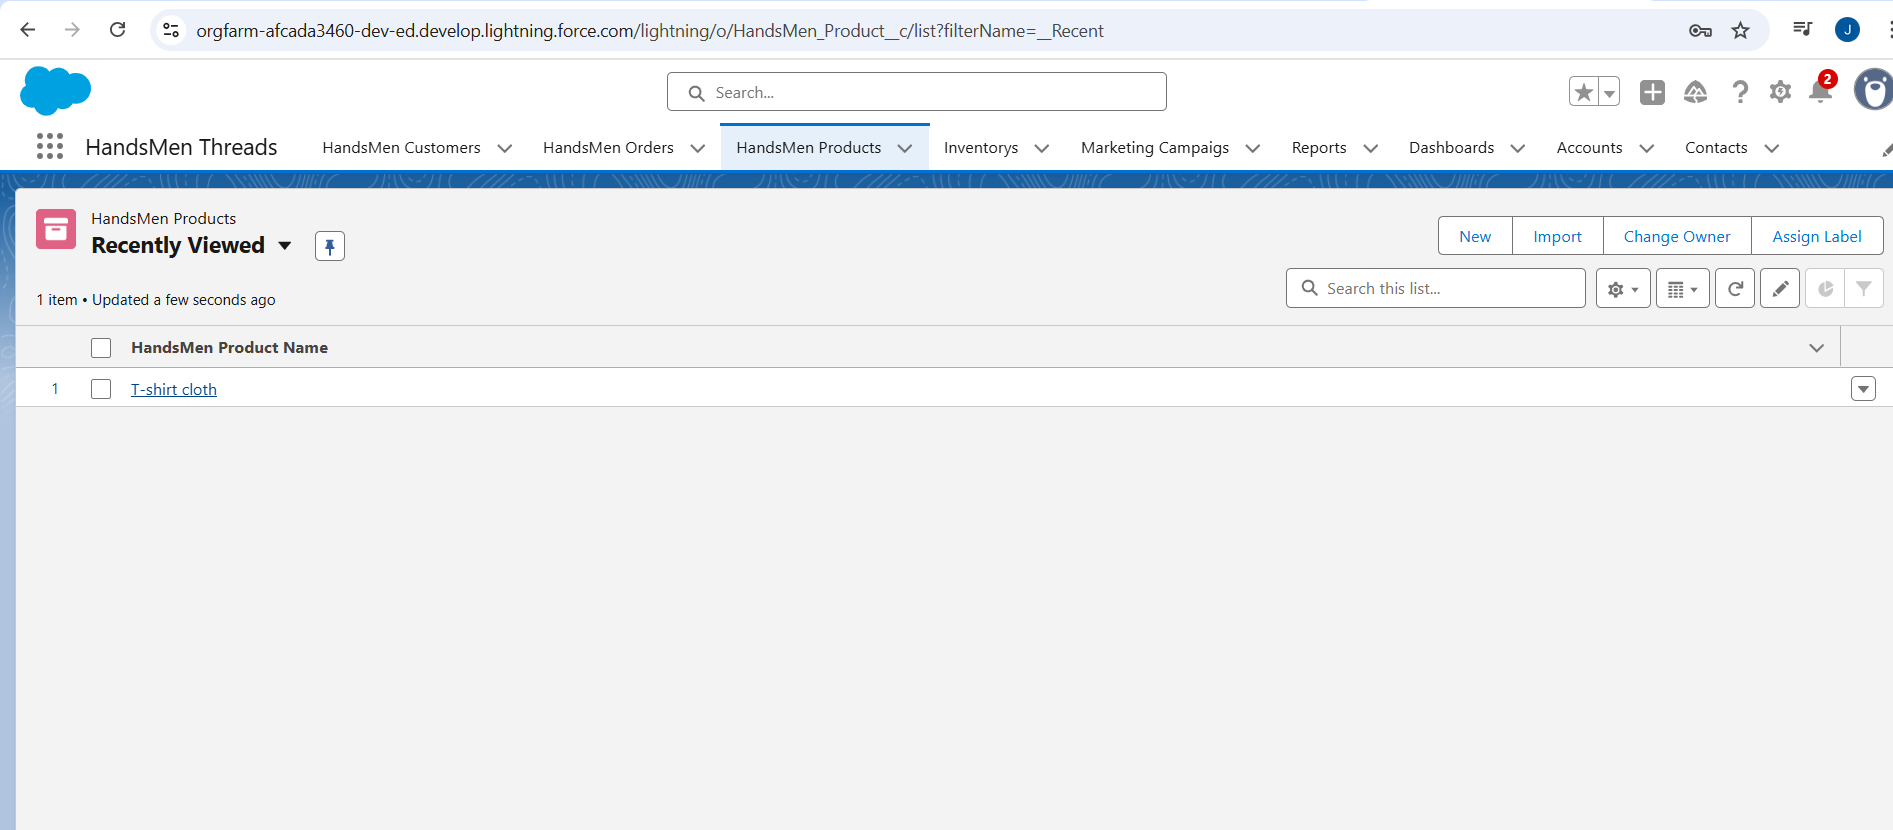 orgfarm-afcada3460-dev-ed.develop.lightning.force.com/lightning/o/HandsMen_Product__c/list?filterName=__Recent
J
Search...
2
HandsMen Threads
HandsMen Customers
HandsMen Orders
HandsMen Products
Inventorys
Marketing Campaigs
Reports
Dashboards
Accounts
Contacts
HandsMen Products
Recently Viewed
New
Import
Change Owner
Assign Label
1 item • Updated a few seconds ago
Search this list...
HandsMen Product Name
1
T-shirt cloth